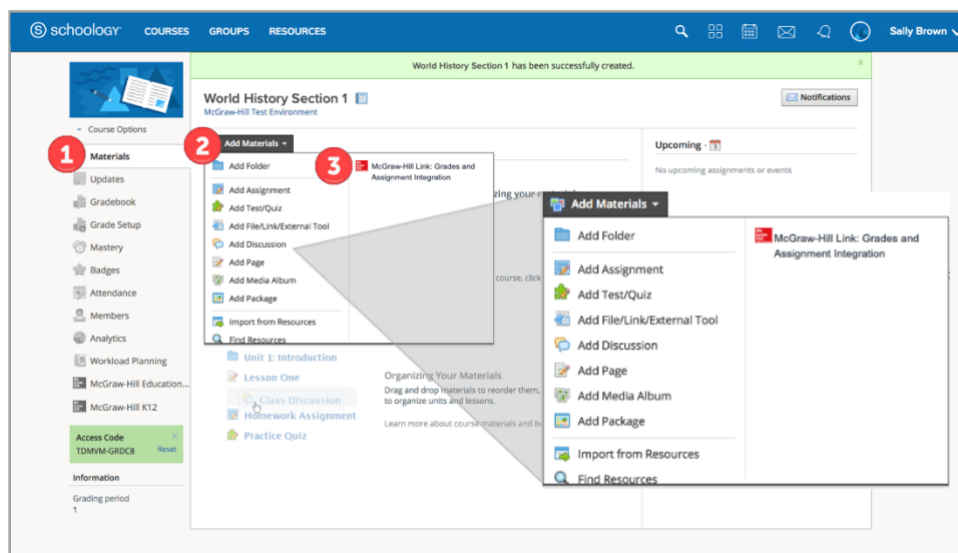 schoology COURSES GROUPS RESOURCES Sally Brown
World History Section 1 has been successfully created. x
World History Section 1
McGraw-Hill Test Environment
Notifications
Course Options
1 Materials
Updates
Gradebook
Grade Setup
Mastery
Badges
Attendance
Members
Analytics
Workload Planning
McGraw-Hill Education...
McGraw-Hill K12
Access Code x
TDMVM-GRDC8 Reset
Information
Grading period
1
2 Add Materials
Add Folder
Add Assignment
Add Test/Quiz
Add File/Link/External Tool
Add Discussion
Add Page
Add Media Album
Add Package
Import from Resources
Find Resources
3 McGraw-Hill Link: Grades and
Assignment Integration
zing your
course, click
Unit 1: Introduction
Lesson One
Class Discussion
Homework Assignment
Practice Quiz
Organizing Your Materials
Drag and drop materials to reorder them,
to organize units and lessons.
Learn more about course materials and
Upcoming
No upcoming assignments or events
Add Materials
Add Folder
Add Assignment
Add Test/Quiz
Add File/Link/External Tool
Add Discussion
Add Page
Add Media Album
Add Package
Import from Resources
Find Resources
McGraw-Hill Link: Grades and
Assignment Integration